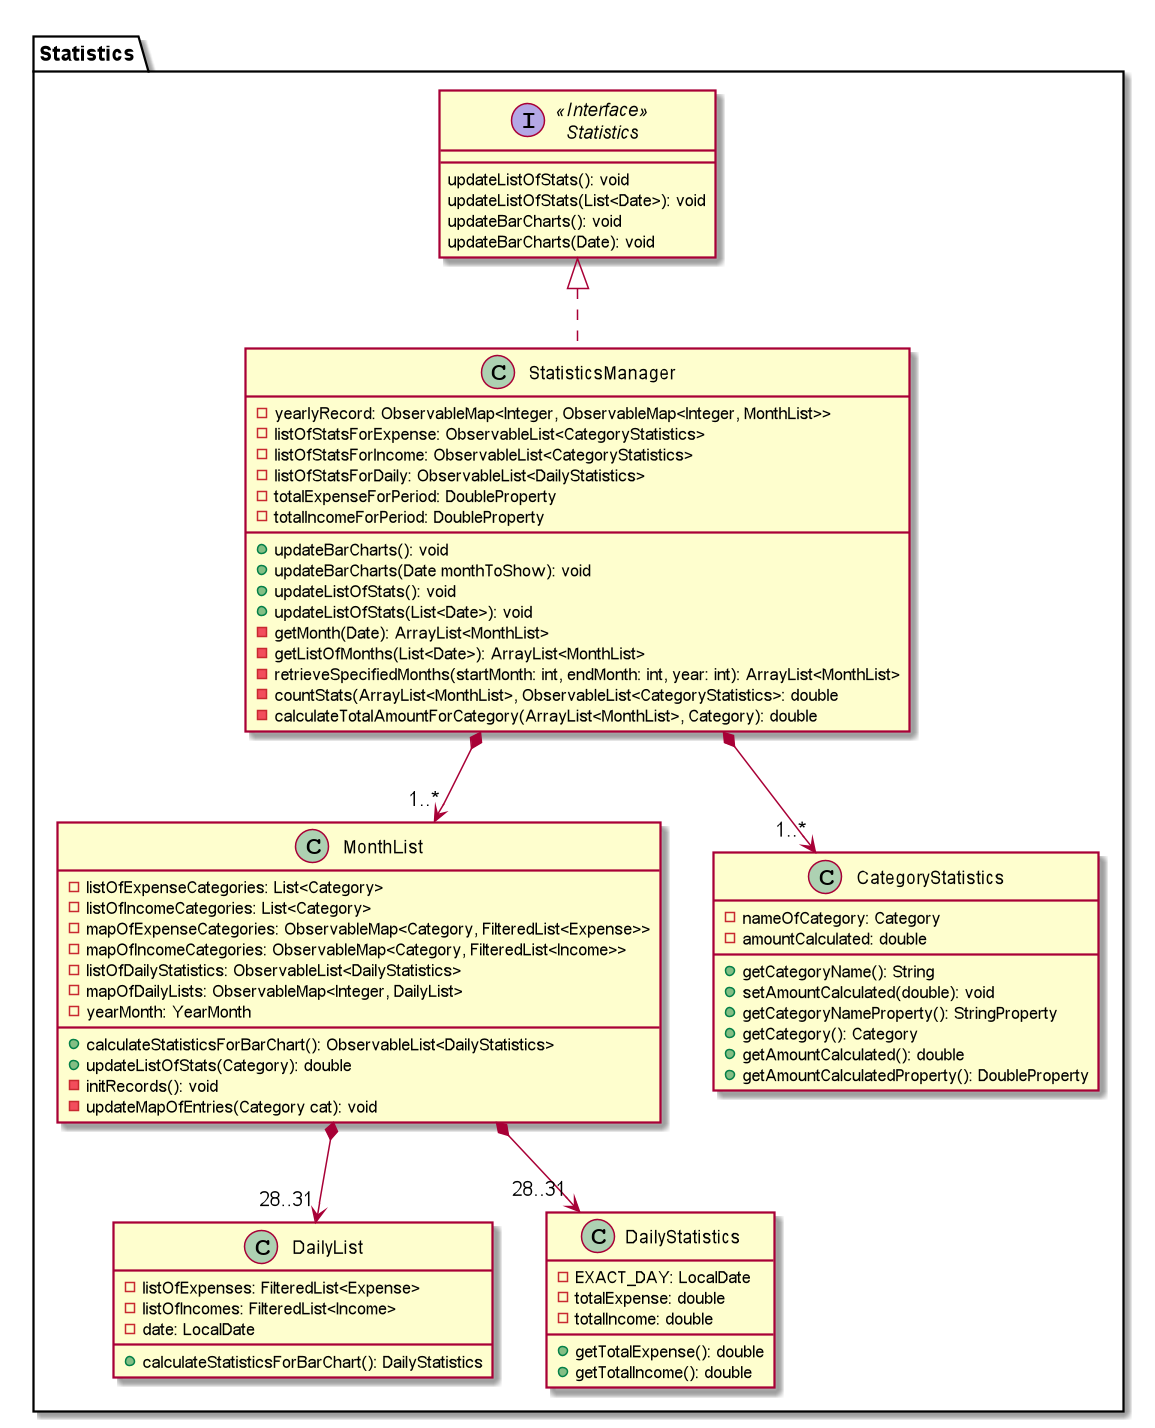 Statistics
I
«Interface»
Statistics
updateListOfStats(): void
updateListOfStats(List<Date>): void
updateBarCharts(): void
updateBarCharts(Date): void
C StatisticsManager
yearlyRecord: ObservableMap<Integer, ObservableMap<Integer, MonthList>>
listOfStatsForExpense: ObservableList<CategoryStatistics>
listOfStatsForIncome: ObservableList<CategoryStatistics>
listOfStatsForDaily: ObservableList<DailyStatistics>
totalExpenseForPeriod: DoubleProperty
totalIncomeForPeriod: DoubleProperty
updateBarCharts(): void
updateBarCharts(Date monthToShow): void
updateListOfStats(): void
updateListOfStats(List<Date>): void
getMonth(Date): ArrayList<MonthList>
getListOfMonths(List<Date>): ArrayList<MonthList>
retrieveSpecifiedMonths(startMonth: int, endMonth: int, year: int): ArrayList<MonthList>
countStats(ArrayList<MonthList>, ObservableList<CategoryStatistics>: double
calculateTotalAmountForCategory(ArrayList<MonthList>, Category): double
1..*
1..*
C MonthList
listOfExpenseCategories: List<Category>
listOfIncomeCategories: List<Category>
mapOfExpenseCategories: ObservableMap<Category, FilteredList<Expense>>
mapOfIncomeCategories: ObservableMap<Category, FilteredList<Income>>
listOfDailyStatistics: ObservableList<DailyStatistics>
mapOfDailyLists: ObservableMap<Integer, DailyList>
yearMonth: YearMonth
calculateStatisticsForBarChart(): ObservableList<DailyStatistics>
updateListOfStats(Category): double
initRecords(): void
updateMapOfEntries(Category cat): void
C CategoryStatistics
nameOfCategory: Category
amountCalculated: double
getCategoryName(): String
setAmountCalculated(double): void
getCategoryNameProperty(): StringProperty
getCategory(): Category
getAmountCalculated(): double
getAmountCalculatedProperty(): DoubleProperty
28..31
28..31
C DailyList
listOfExpenses: FilteredList<Expense>
listOfIncomes: FilteredList<Income>
date: LocalDate
calculateStatisticsForBarChart(): DailyStatistics
C DailyStatistics
EXACT_DAY: LocalDate
totalExpense: double
totalIncome: double
getTotalExpense(): double
getTotalIncome(): double